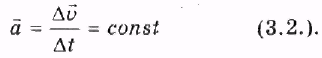 a⃗ = Δv⃗ / Δt = const (3.2.).